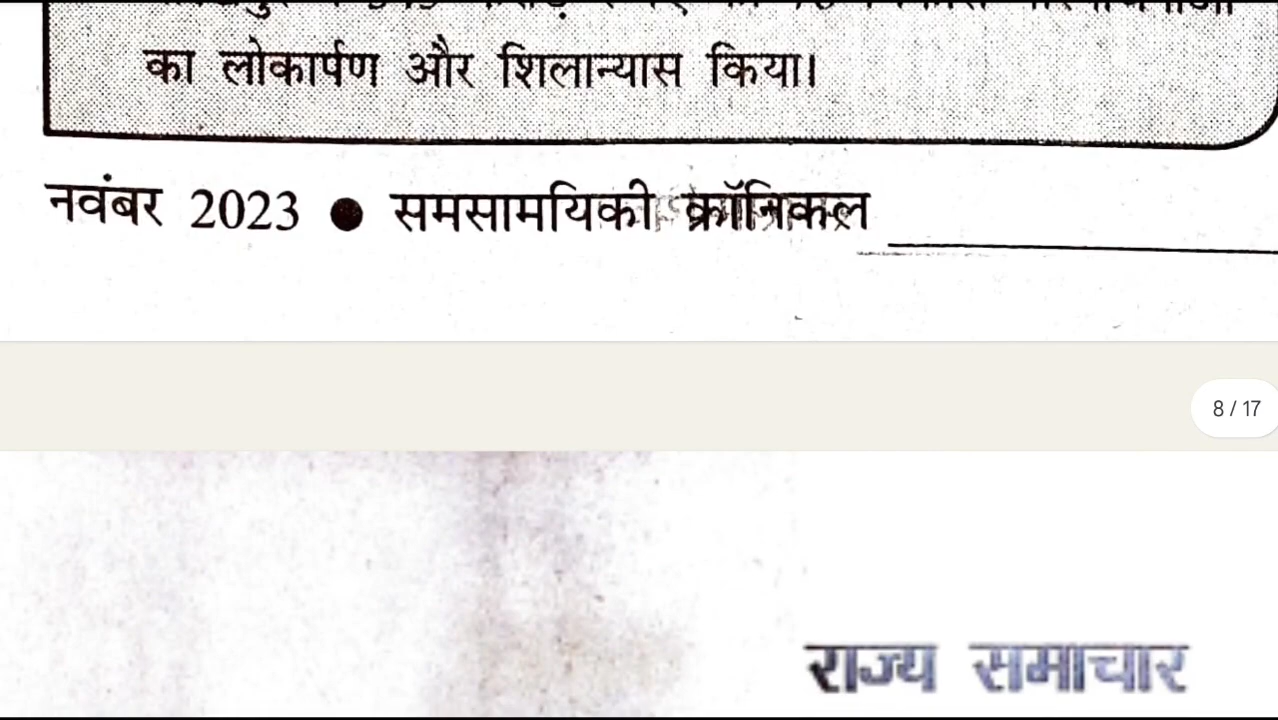 का लोकार्पण और शिलान्यास किया।
नवंबर 2023 ● समसामयिकी क्रॉनिकल
8 / 17
राज्य समाचार